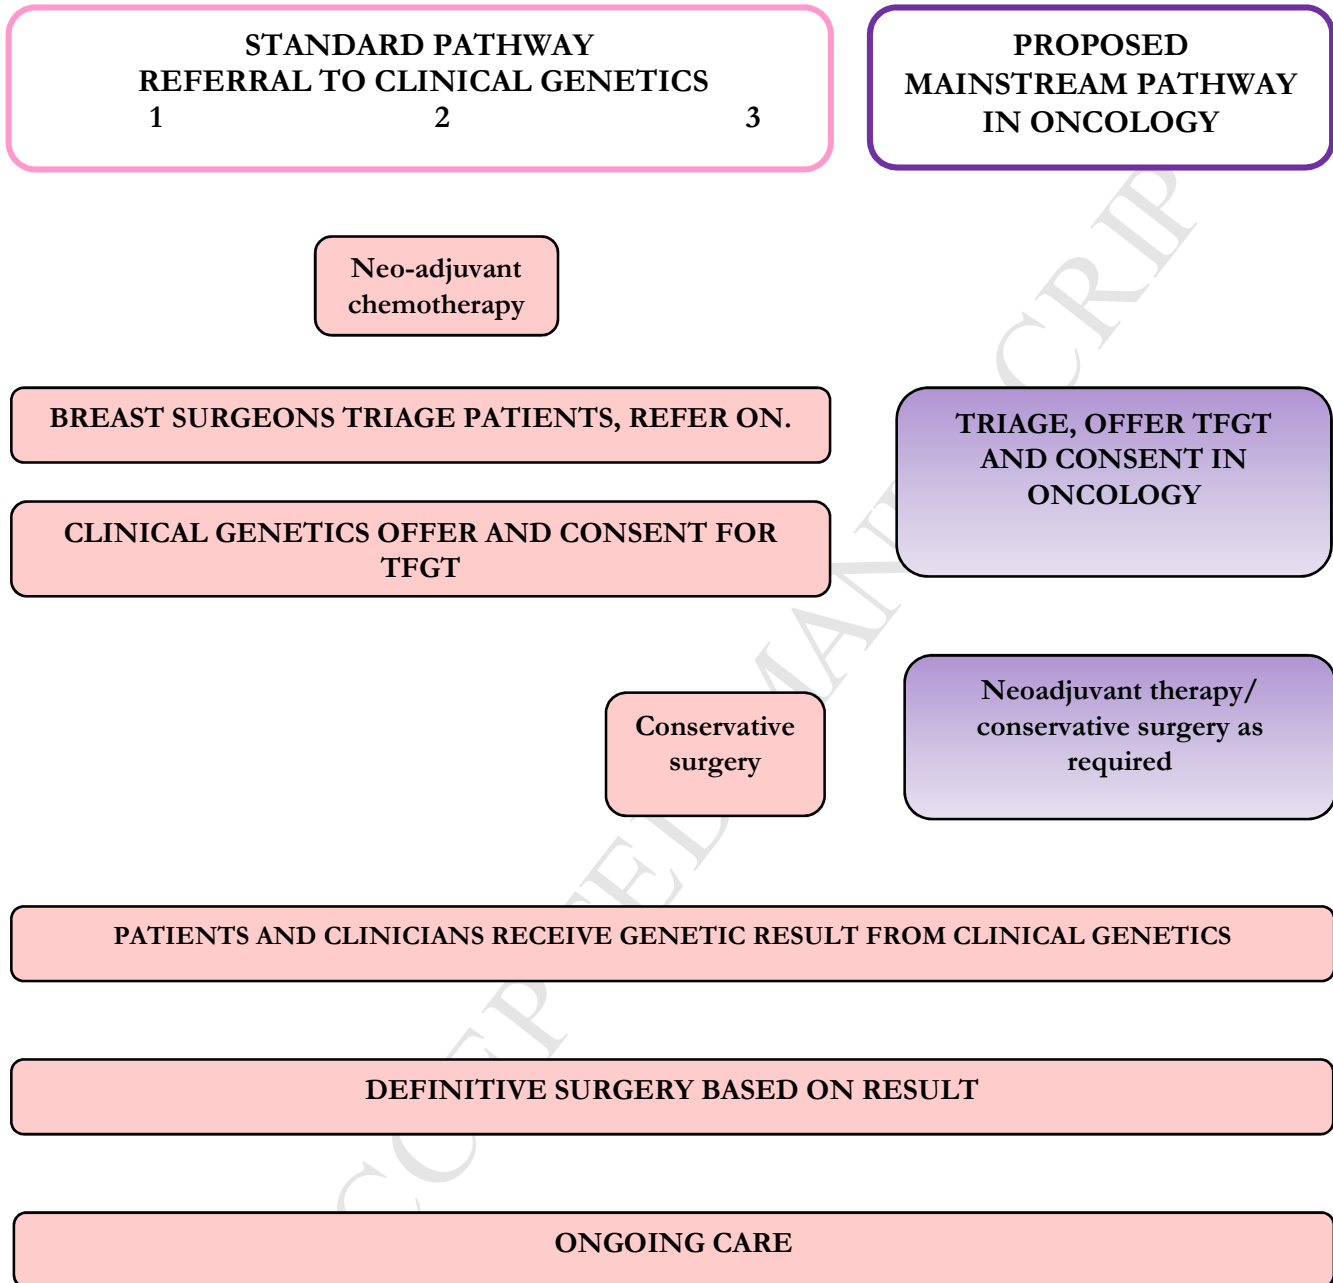 STANDARD PATHWAY
REFERRAL TO CLINICAL GENETICS
1 2 3
PROPOSED
MAINSTREAM PATHWAY
IN ONCOLOGY
Neo-adjuvant
chemotherapy
BREAST SURGEONS TRIAGE PATIENTS, REFER ON.
TRIAGE, OFFER TFGT
AND CONSENT IN
ONCOLOGY
CLINICAL GENETICS OFFER AND CONSENT FOR
TFGT
Conservative
surgery
Neoadjuvant therapy/
conservative surgery as
required
PATIENTS AND CLINICIANS RECEIVE GENETIC RESULT FROM CLINICAL GENETICS
DEFINITIVE SURGERY BASED ON RESULT
ONGOING CARE